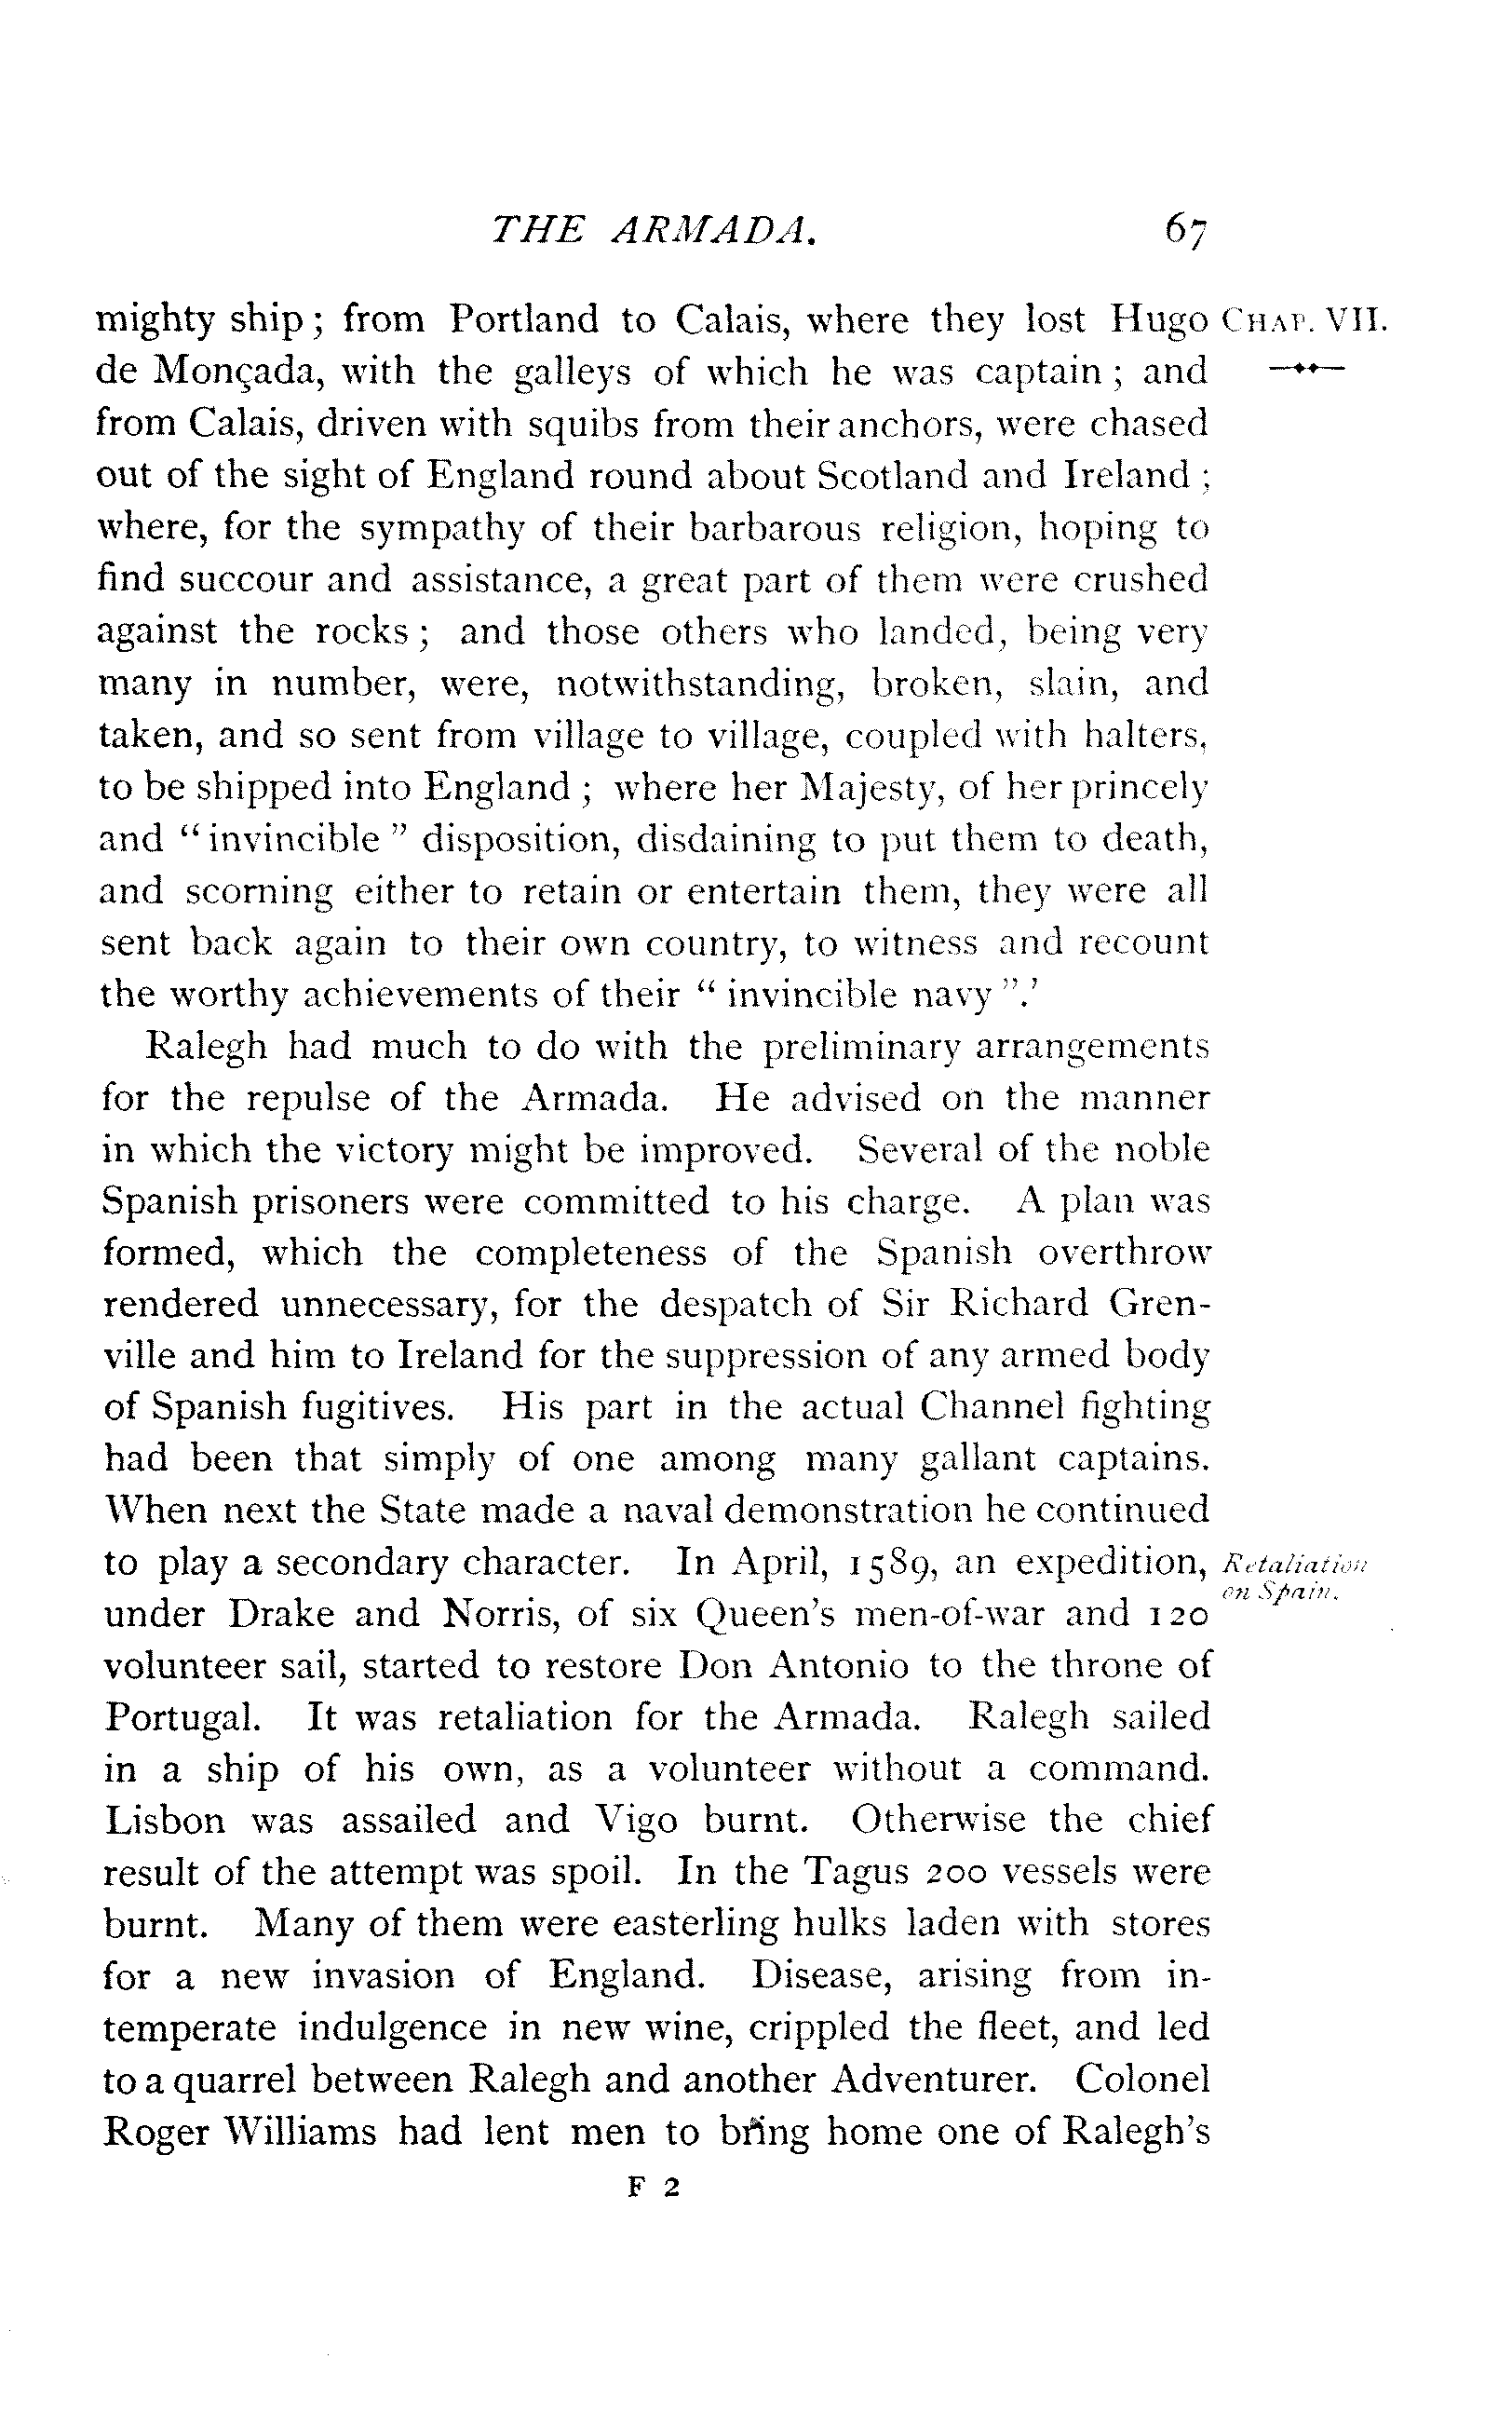 THE ARMADA. 67
mighty ship; from Portland to Calais, where they lost Hugo CHAP. VII.
de Monçada, with the galleys of which he was captain; and
from Calais, driven with squibs from their anchors, were chased
out of the sight of England round about Scotland and Ireland;
where, for the sympathy of their barbarous religion, hoping to
find succour and assistance, a great part of them were crushed
against the rocks; and those others who landed, being very
many in number, were, notwithstanding, broken, slain, and
taken, and so sent from village to village, coupled with halters,
to be shipped into England; where her Majesty, of her princely
and “invincible” disposition, disdaining to put them to death,
and scorning either to retain or entertain them, they were all
sent back again to their own country, to witness and recount
the worthy achievements of their “invincible navy”.’
Ralegh had much to do with the preliminary arrangements
for the repulse of the Armada. He advised on the manner
in which the victory might be improved. Several of the noble
Spanish prisoners were committed to his charge. A plan was
formed, which the completeness of the Spanish overthrow
rendered unnecessary, for the despatch of Sir Richard Gren-
ville and him to Ireland for the suppression of any armed body
of Spanish fugitives. His part in the actual Channel fighting
had been that simply of one among many gallant captains.
When next the State made a naval demonstration he continued
to play a secondary character. In April, 1589, an expedition, Retaliation
under Drake and Norris, of six Queen's men-of-war and 120 on Spain.
volunteer sail, started to restore Don Antonio to the throne of
Portugal. It was retaliation for the Armada. Ralegh sailed
in a ship of his own, as a volunteer without a command.
Lisbon was assailed and Vigo burnt. Otherwise the chief
result of the attempt was spoil. In the Tagus 200 vessels were
burnt. Many of them were easterling hulks laden with stores
for a new invasion of England. Disease, arising from in-
temperate indulgence in new wine, crippled the fleet, and led
to a quarrel between Ralegh and another Adventurer. Colonel
Roger Williams had lent men to bring home one of Ralegh's
F 2